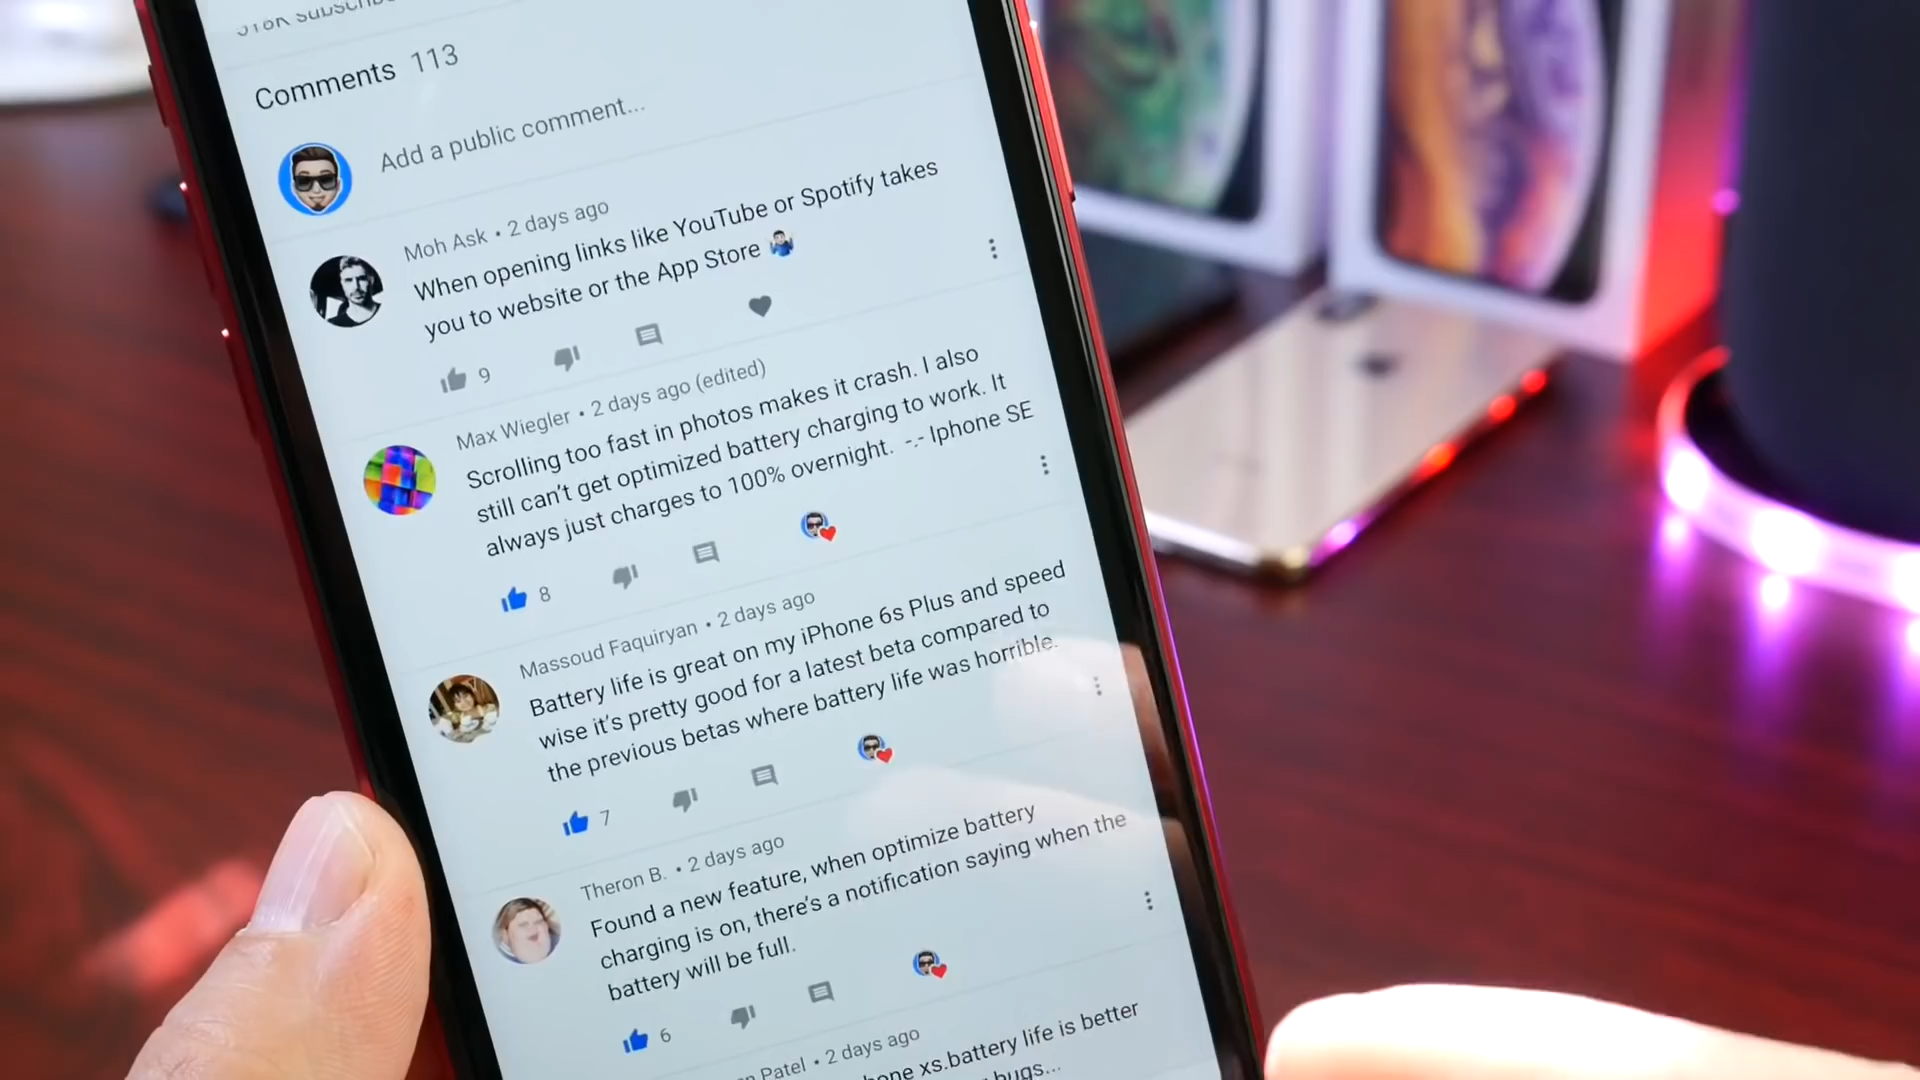 Comments 113
Add a public comment...
Moh Ask • 2 days ago
When opening links like YouTube or Spotify takes
you to website or the App Store 🤷🏻‍♂️
9
Max Wiegler • 2 days ago (edited)
Scrolling too fast in photos makes it crash. I also
still can't get optimized battery charging to work. It
always just charges to 100% overnight. -.- Iphone SE
8
Massoud Faquiryan • 2 days ago
Battery life is great on my iPhone 6s Plus and speed
wise it's pretty good for a latest beta compared to
the previous betas where battery life was horrible.
7
Theron B. • 2 days ago
Found a new feature, when optimize battery
charging is on, there's a notification saying when the
battery will be full.
6
Patel • 2 days ago
xs.battery life is better
bugs...